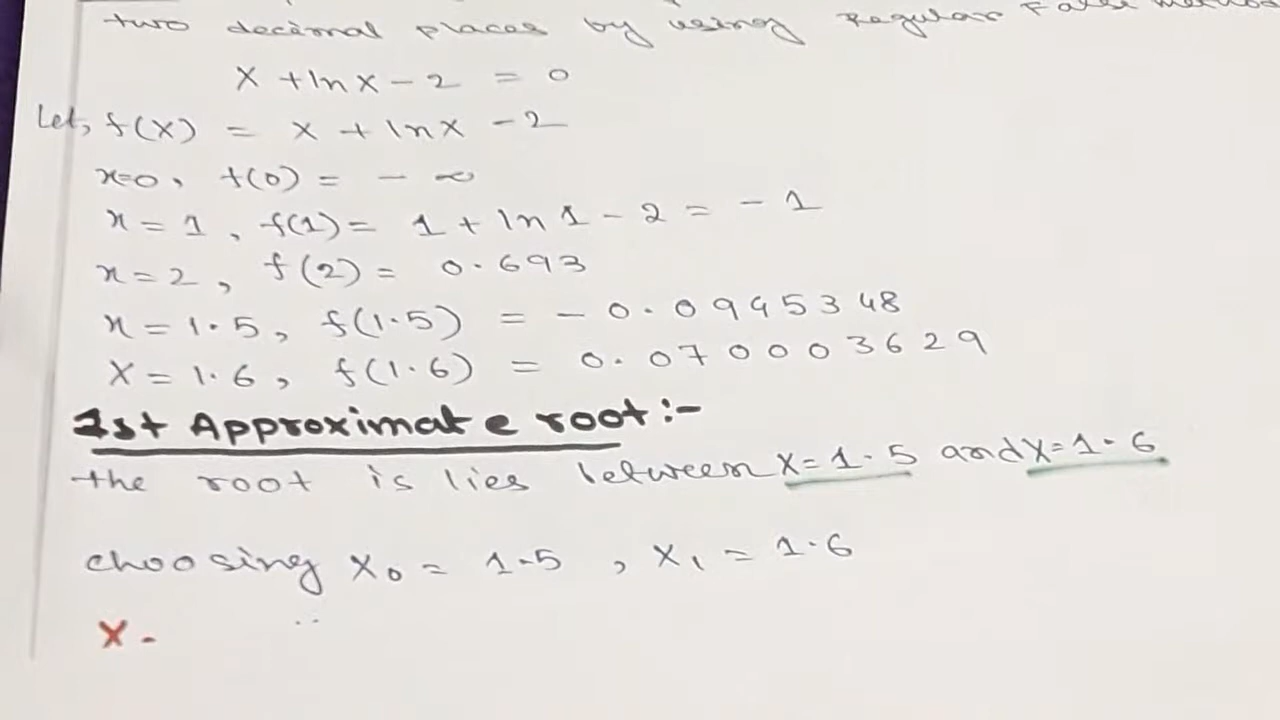 two decimal places by using Regular False method
x + ln x - 2 = 0
Let, f(x) = x + ln x - 2
x=0, f(0) = - ∞
x = 1, f(1) = 1 + ln 1 - 2 = - 1
x = 2, f(2) = 0.693
x = 1.5, f(1.5) = - 0.0945348
x = 1.6, f(1.6) = 0.070003629
1st Approximate root:-
the root is lies between x = 1.5 and x = 1.6
choosing x₀ = 1.5, x₁ = 1.6
x